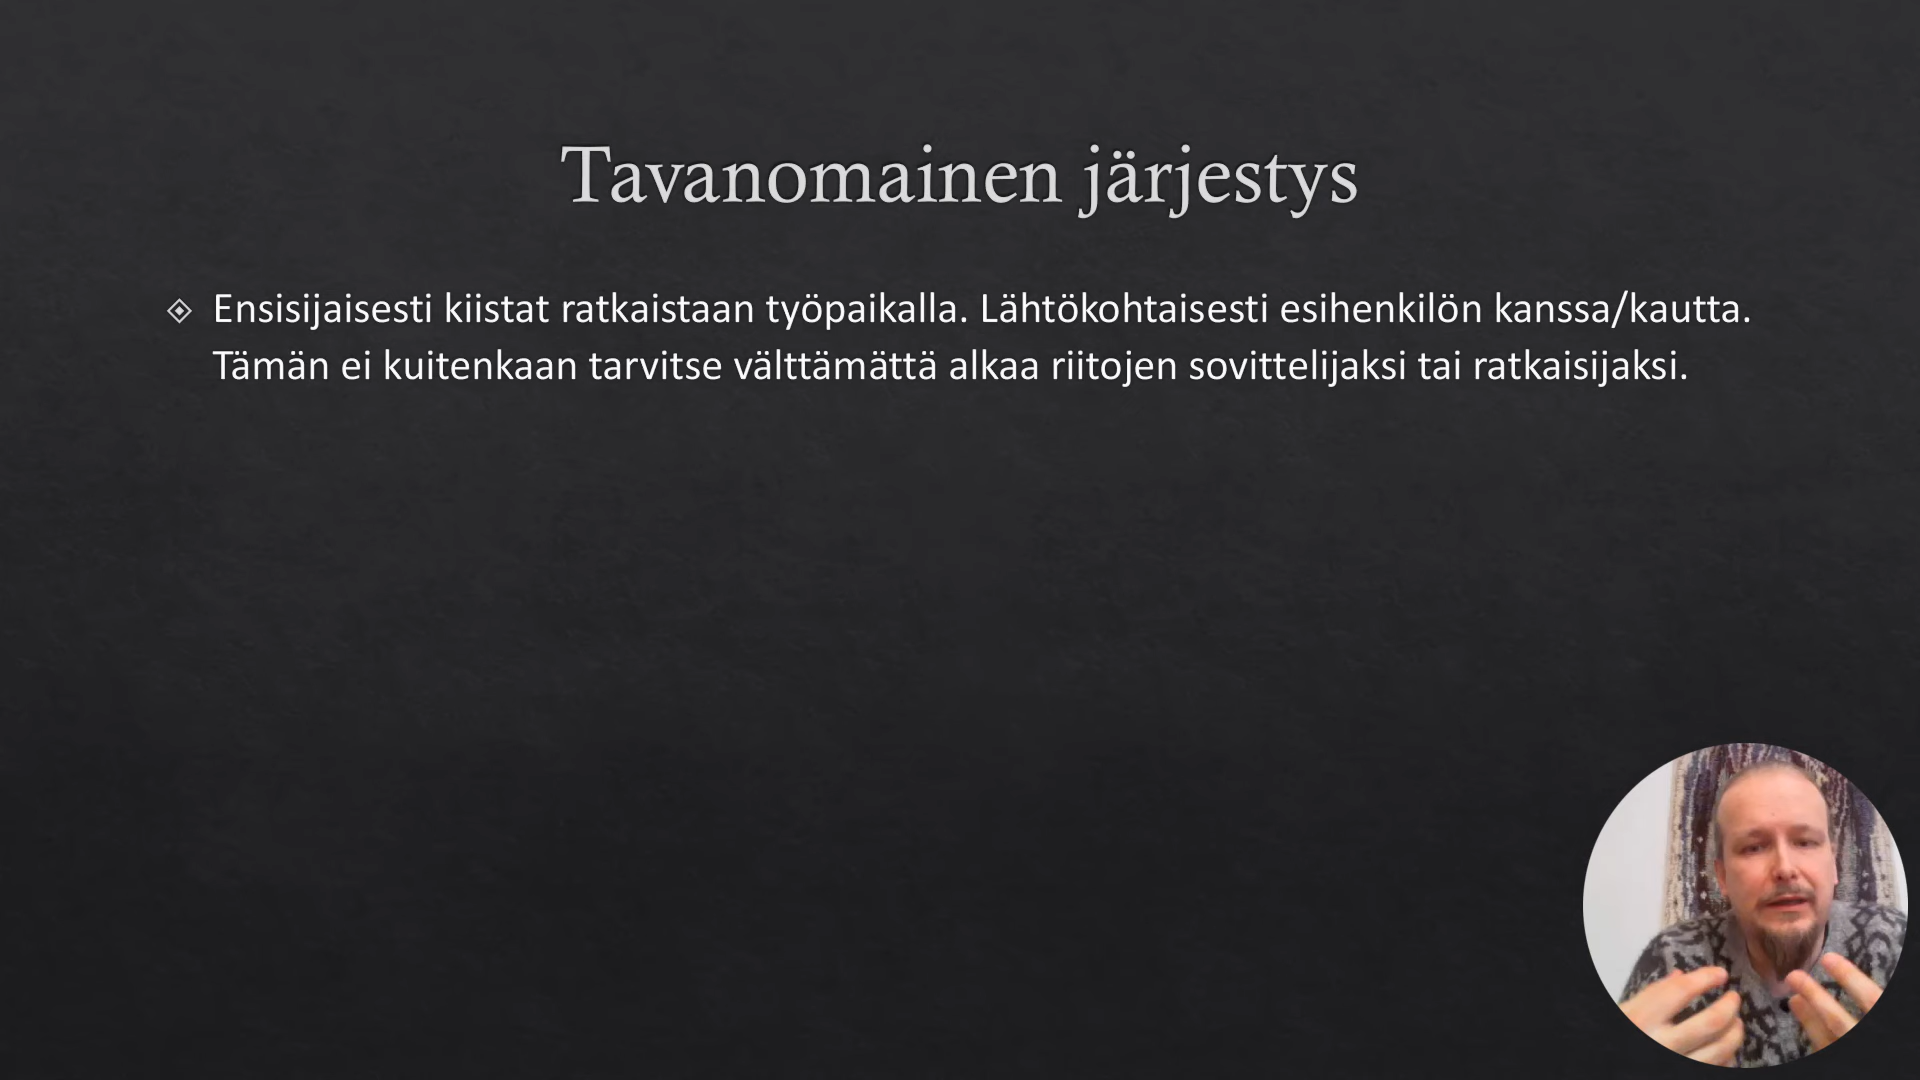 Tavanomainen järjestys
Ensisijaisesti kiistat ratkaistaan työpaikalla. Lähtökohtaisesti esihenkilön kanssa/kautta.
Tämän ei kuitenkaan tarvitse välttämättä alkaa riitojen sovittelijaksi tai ratkaisijaksi.